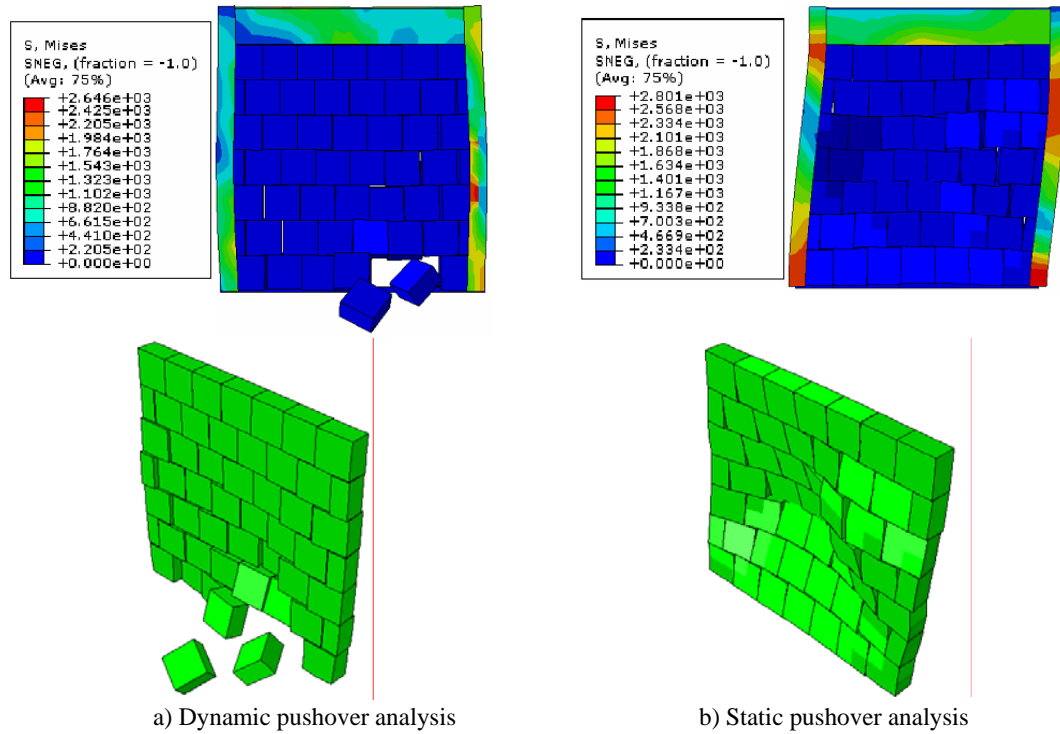 S, Mises
SNEG, (fraction = -1.0)
(Avg: 75%)
+2.646e+03
+2.425e+03
+2.205e+03
+1.984e+03
+1.764e+03
+1.543e+03
+1.323e+03
+1.102e+03
+8.820e+02
+6.615e+02
+4.410e+02
+2.205e+02
+0.000e+00
S, Mises
SNEG, (fraction = -1.0)
(Avg: 75%)
+2.801e+03
+2.568e+03
+2.334e+03
+2.101e+03
+1.868e+03
+1.634e+03
+1.401e+03
+1.167e+03
+9.338e+02
+7.003e+02
+4.669e+02
+2.334e+02
+0.000e+00
a) Dynamic pushover analysis
b) Static pushover analysis